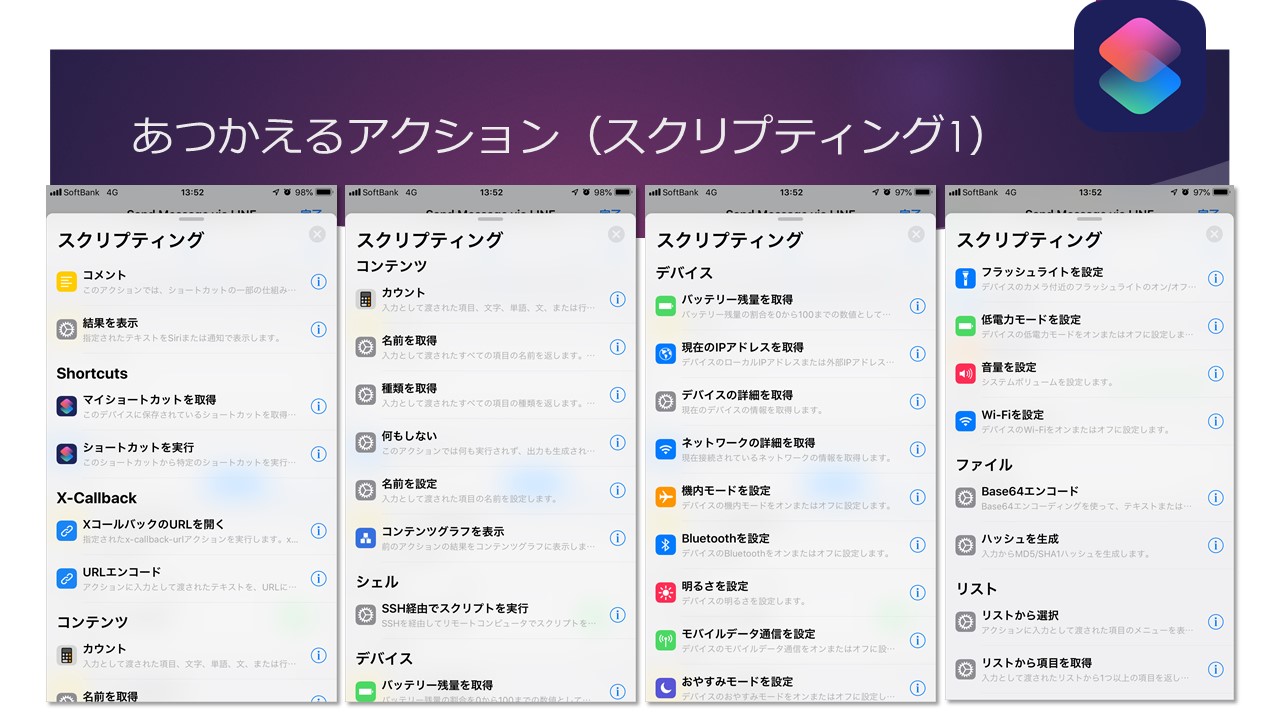 あつかえるアクション（スクリプティング1）
SoftBank 4G 13:52 98%
スクリプティング
コメント
このアクションでは、ショートカットの一部の仕組み…
結果を表示
指定されたテキストをSiriまたは通知で表示します。
Shortcuts
マイショートカットを取得
このデバイスに保存されているショートカットを取得…
ショートカットを実行
このショートカットから特定のショートカットを実行…
X-Callback
XコールバックのURLを開く
指定されたx-callback-urlアクションを実行します。x…
URLエンコード
アクションに入力として渡されたテキストを、URLに…
コンテンツ
カウント
入力として渡された項目、文字、単語、文、または行…
名前を取得
SoftBank 4G 13:52 98%
スクリプティング
コンテンツ
カウント
入力として渡された項目、文字、単語、文、または行…
名前を取得
入力として渡されたすべての項目の名前を返します。…
種類を取得
入力として渡されたすべての項目の種類を返します。…
何もしない
このアクションでは何も実行されず、出力も生成され…
名前を設定
入力として渡された項目の名前を設定します。
コンテンツグラフを表示
前のアクションの結果をコンテンツグラフに表示しま…
シェル
SSH経由でスクリプトを実行
SSHを経由してリモートコンピュータでスクリプトを…
デバイス
バッテリー残量を取得
バッテリー残量の割合を0から100までの数値として…
SoftBank 4G 13:52 97%
スクリプティング
デバイス
バッテリー残量を取得
バッテリー残量の割合を0から100までの数値として…
現在のIPアドレスを取得
デバイスのローカルIPアドレスまたは外部IPアドレス…
デバイスの詳細を取得
現在のデバイスの情報を取得します。
ネットワークの詳細を取得
現在接続されているネットワークの情報を取得します。
機内モードを設定
デバイスの機内モードをオンまたはオフに設定します。
Bluetoothを設定
デバイスのBluetoothをオンまたはオフに設定します。
明るさを設定
デバイスの明るさを設定します。
モバイルデータ通信を設定
デバイスのモバイルデータ通信をオンまたはオフに設…
おやすみモードを設定
デバイスのおやすみモードをオンまたはオフに設定し…
SoftBank 4G 13:52 97%
スクリプティング
フラッシュライトを設定
デバイスのカメラ付近のフラッシュライトのオン/オフ…
低電力モードを設定
デバイスの低電力モードをオンまたはオフに設定しま…
音量を設定
システムボリュームを設定します。
Wi-Fiを設定
デバイスのWi-Fiをオンまたはオフに設定します。
ファイル
Base64エンコード
Base64エンコーディングを使って、テキストまたは…
ハッシュを生成
入力からMD5/SHA1ハッシュを生成します。
リスト
リストから選択
アクションに入力として渡された項目のメニューを表…
リストから項目を取得
入力として渡されたリストから1つ以上の項目を返し…